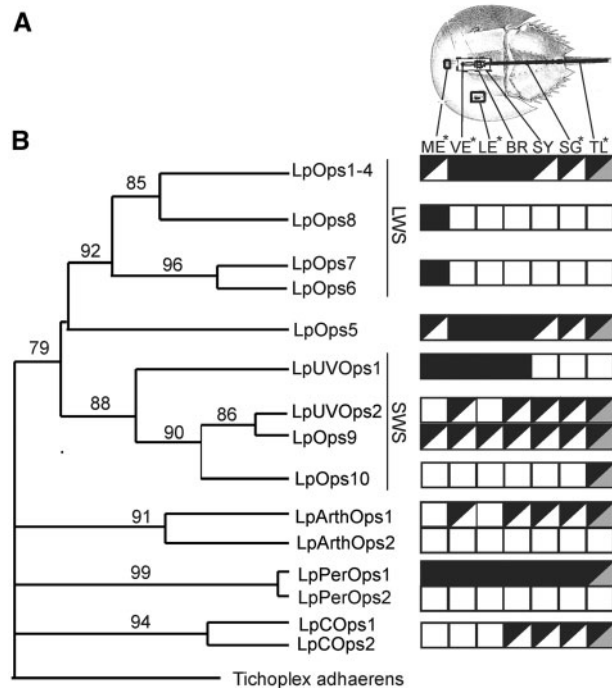 A
ME* VE* LE* BR SY SG* TL*
B
LpOps1-4
85
LpOps8
92
LpOps7
96
LpOps6
LWS
LpOps5
79
LpUVOps1
88
LpUVOps2
86
LpOps9
90
LpOps10
SWS
LpArthOps1
91
LpArthOps2
LpPerOps1
99
LpPerOps2
LpCOps1
94
LpCOps2
Tichoplex adhaerens